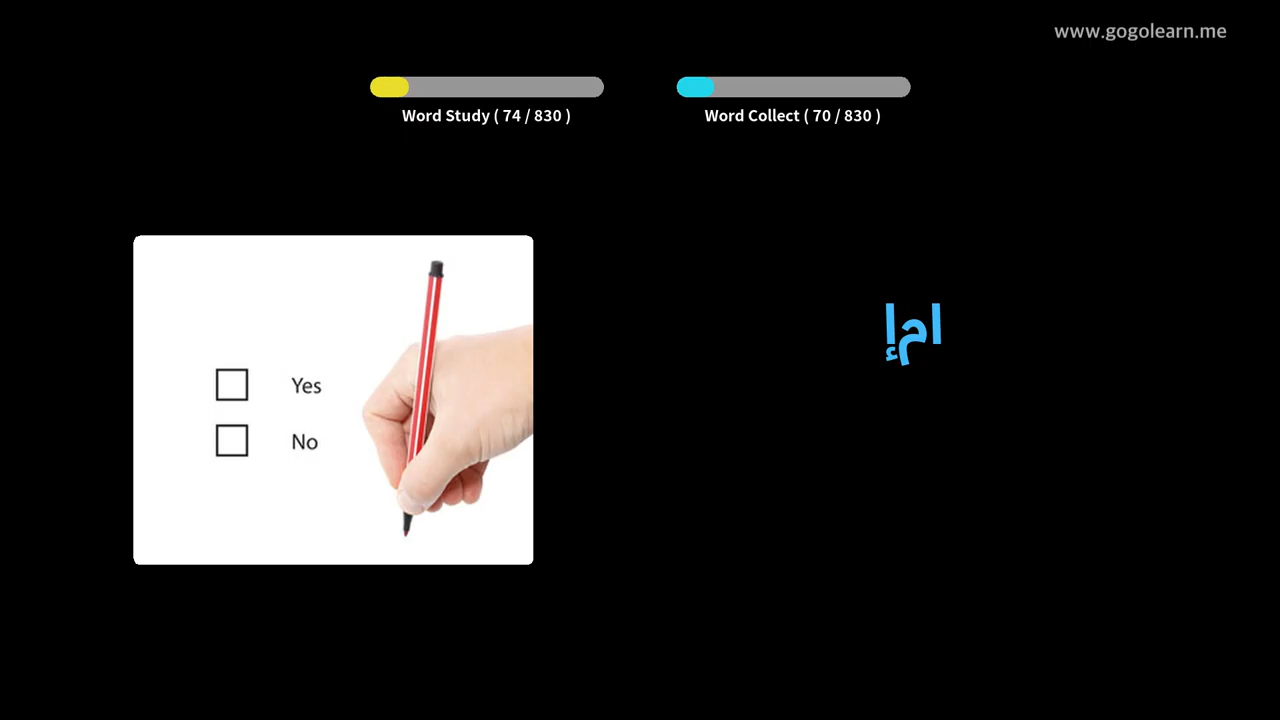 www.gogolearn.me
Word Study ( 74 / 830 )
Word Collect ( 70 / 830 )
Yes
No
إما